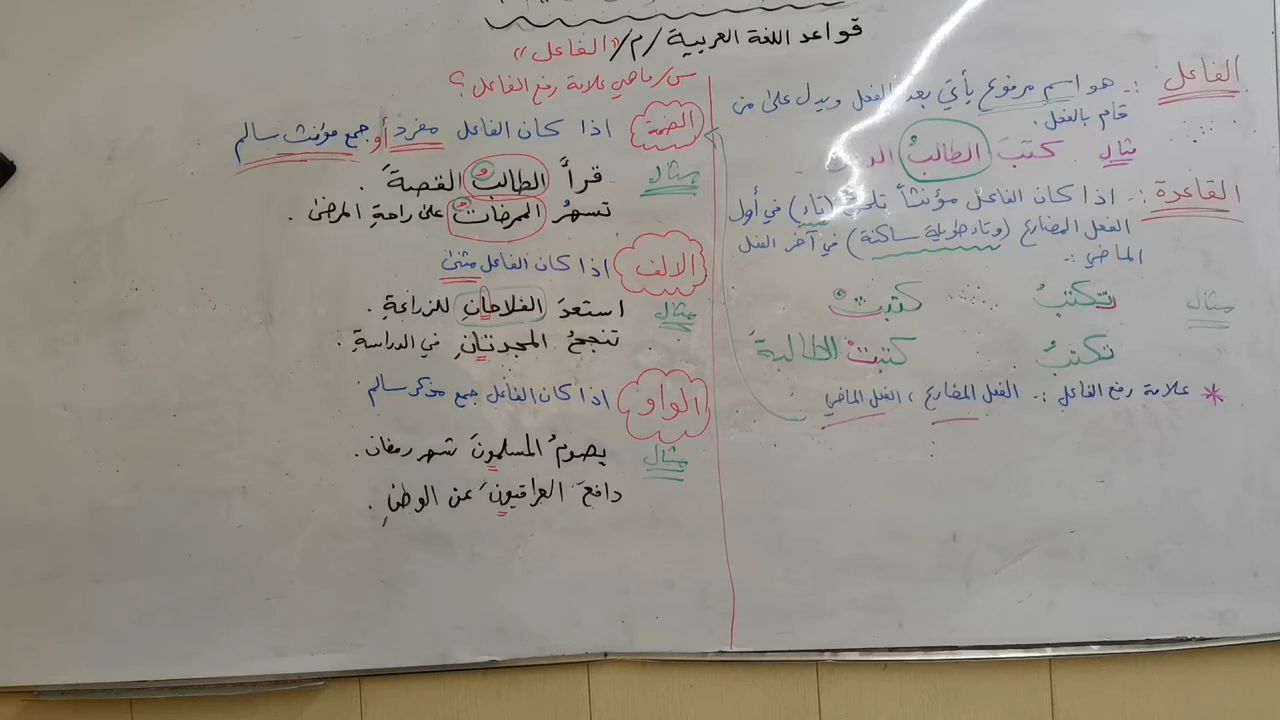 قواعد اللغة العربية / م / «الفاعل»
الفاعل :- هو اسم مرفوع يأتي بعد الفعل ويدل على من
قام بالفعل.
مثال كتبَ الطالبُ
القاعدة :- اذا كان الفاعل مؤنثاً تلحق (تاء) في أول
الفعل المضارع (وتاء طويلة ساكنة) في آخر الفعل
الماضي :-
مثال تكتبُ كتبتْ
تكتبُ كتبتْ الطالبةُ
* علامة رفع الفاعل :- الفعل المضارع ، الفعل الماضي
س/ ماهي علامة رفع الفاعل ؟
الضمة اذا كان الفاعل مفرد أو جمع مؤنث سالم
مثال قرأَ الطالبُ القصةَ .
تسهرُ الممرضاتُ على راحةِ المرضى .
الالف اذا كان الفاعل مثنى
مثال استعدَ الفلاحانِ للزراعةِ .
تنجحُ المجدتانِ في الدراسةِ .
الواو اذا كان الفاعل جمع مذكر سالم
مثال يصومُ المسلمونَ شهر رمضان .
دافعَ العراقيونَ عن الوطنِ .